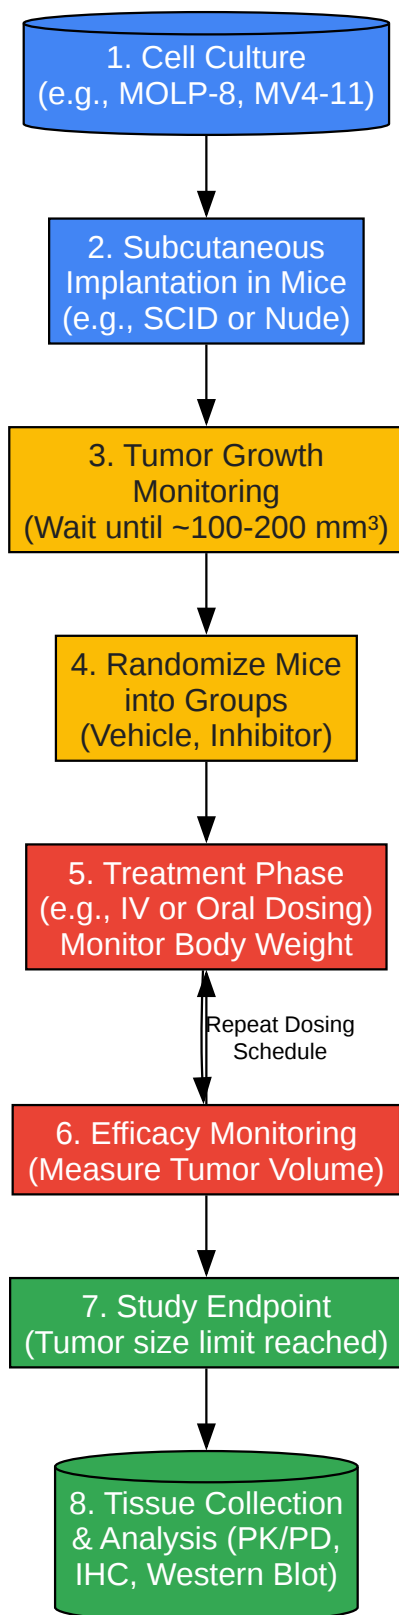 1. Cell Culture
(e.g., MOLP-8, MV4-11)
2. Subcutaneous
Implantation in Mice
(e.g., SCID or Nude)
3. Tumor Growth
Monitoring
(Wait until ~100-200 mm³)
4. Randomize Mice
into Groups
(Vehicle, Inhibitor)
5. Treatment Phase
(e.g., IV or Oral Dosing)
Monitor Body Weight
Repeat Dosing
Schedule
6. Efficacy Monitoring
(Measure Tumor Volume)
7. Study Endpoint
(Tumor size limit reached)
8. Tissue Collection
& Analysis (PK/PD,
IHC, Western Blot)